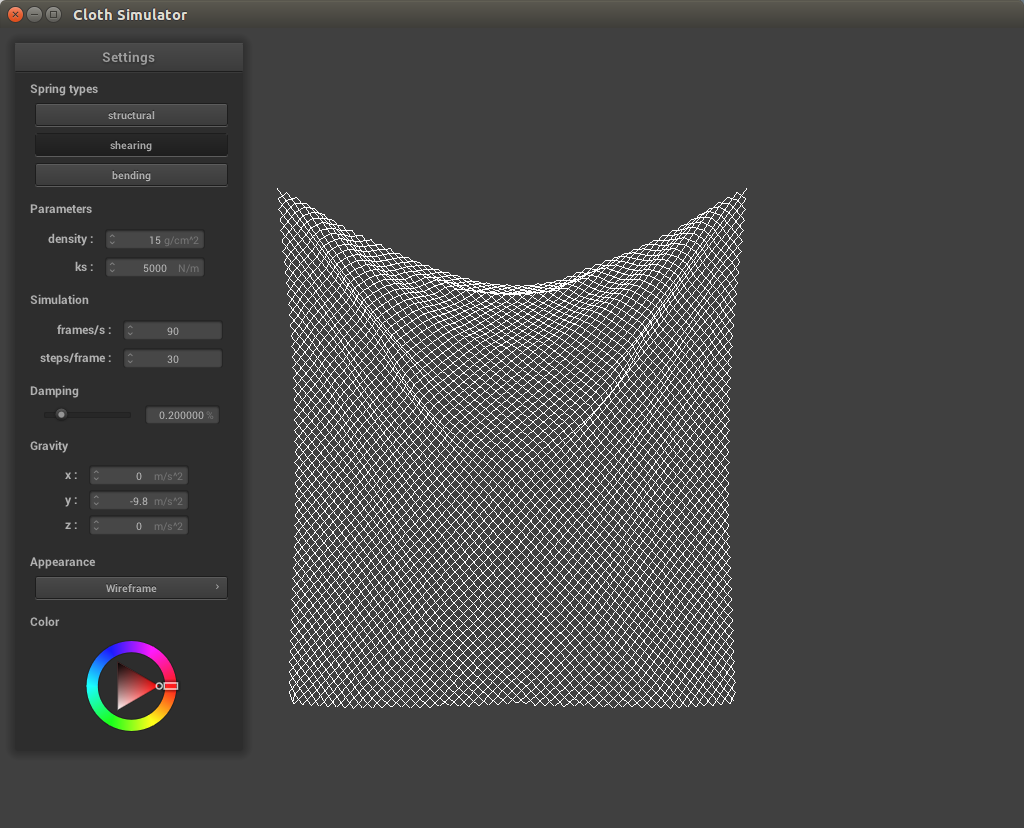 Cloth Simulator
Settings
Spring types
structural
shearing
bending
Parameters
density : 15 g/cm^2
ks : 5000 N/m
Simulation
frames/s : 90
steps/frame : 30
Damping
0.200000 %
Gravity
x : 0 m/s^2
y : -9.8 m/s^2
z : 0 m/s^2
Appearance
Wireframe ›
Color